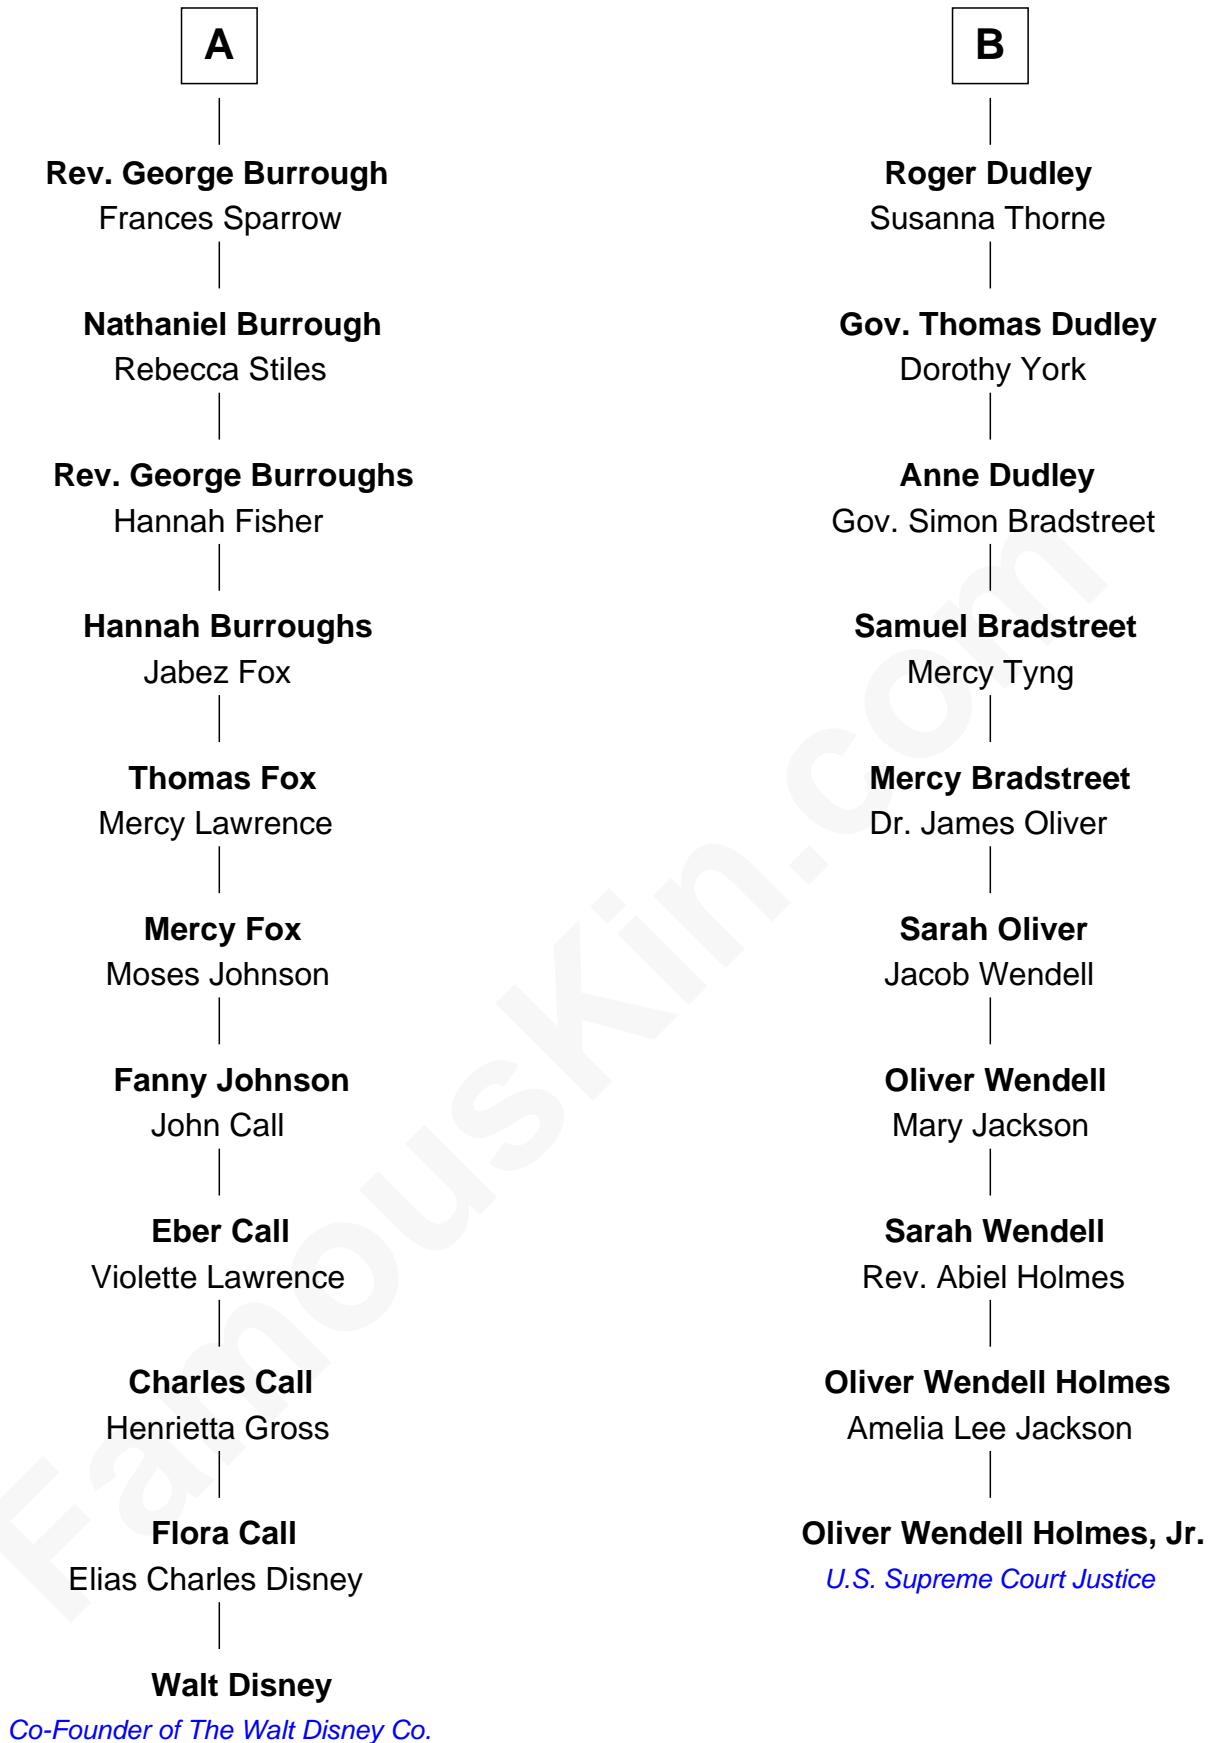 A
Rev. George Burrough
Frances Sparrow
Nathaniel Burrough
Rebecca Stiles
Rev. George Burroughs
Hannah Fisher
Hannah Burroughs
Jabez Fox
Thomas Fox
Mercy Lawrence
Mercy Fox
Moses Johnson
Fanny Johnson
John Call
Eber Call
Violette Lawrence
Charles Call
Henrietta Gross
Flora Call
Elias Charles Disney
Walt Disney
Co-Founder of The Walt Disney Co.
B
Roger Dudley
Susanna Thorne
Gov. Thomas Dudley
Dorothy York
Anne Dudley
Gov. Simon Bradstreet
Samuel Bradstreet
Mercy Tyng
Mercy Bradstreet
Dr. James Oliver
Sarah Oliver
Jacob Wendell
Oliver Wendell
Mary Jackson
Sarah Wendell
Rev. Abiel Holmes
Oliver Wendell Holmes
Amelia Lee Jackson
Oliver Wendell Holmes, Jr.
U.S. Supreme Court Justice
FamousKin.com